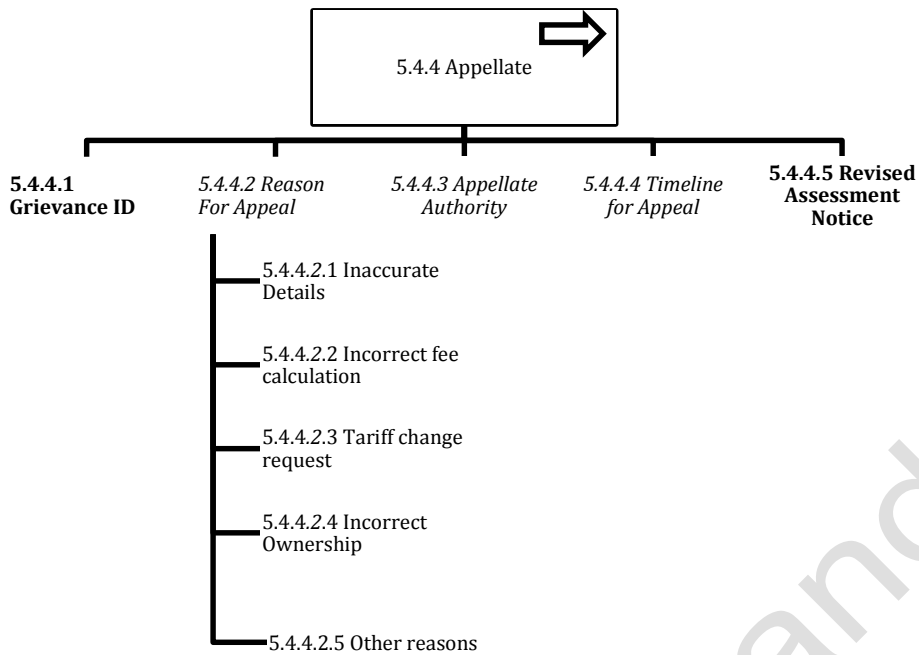 5.4.4 Appellate
5.4.4.1
Grievance ID
5.4.4.2 Reason
For Appeal
5.4.4.3 Appellate
Authority
5.4.4.4 Timeline
for Appeal
5.4.4.5 Revised
Assessment
Notice
5.4.4.2.1 Inaccurate
Details
5.4.4.2.2 Incorrect fee
calculation
5.4.4.2.3 Tariff change
request
5.4.4.2.4 Incorrect
Ownership
5.4.4.2.5 Other reasons
and